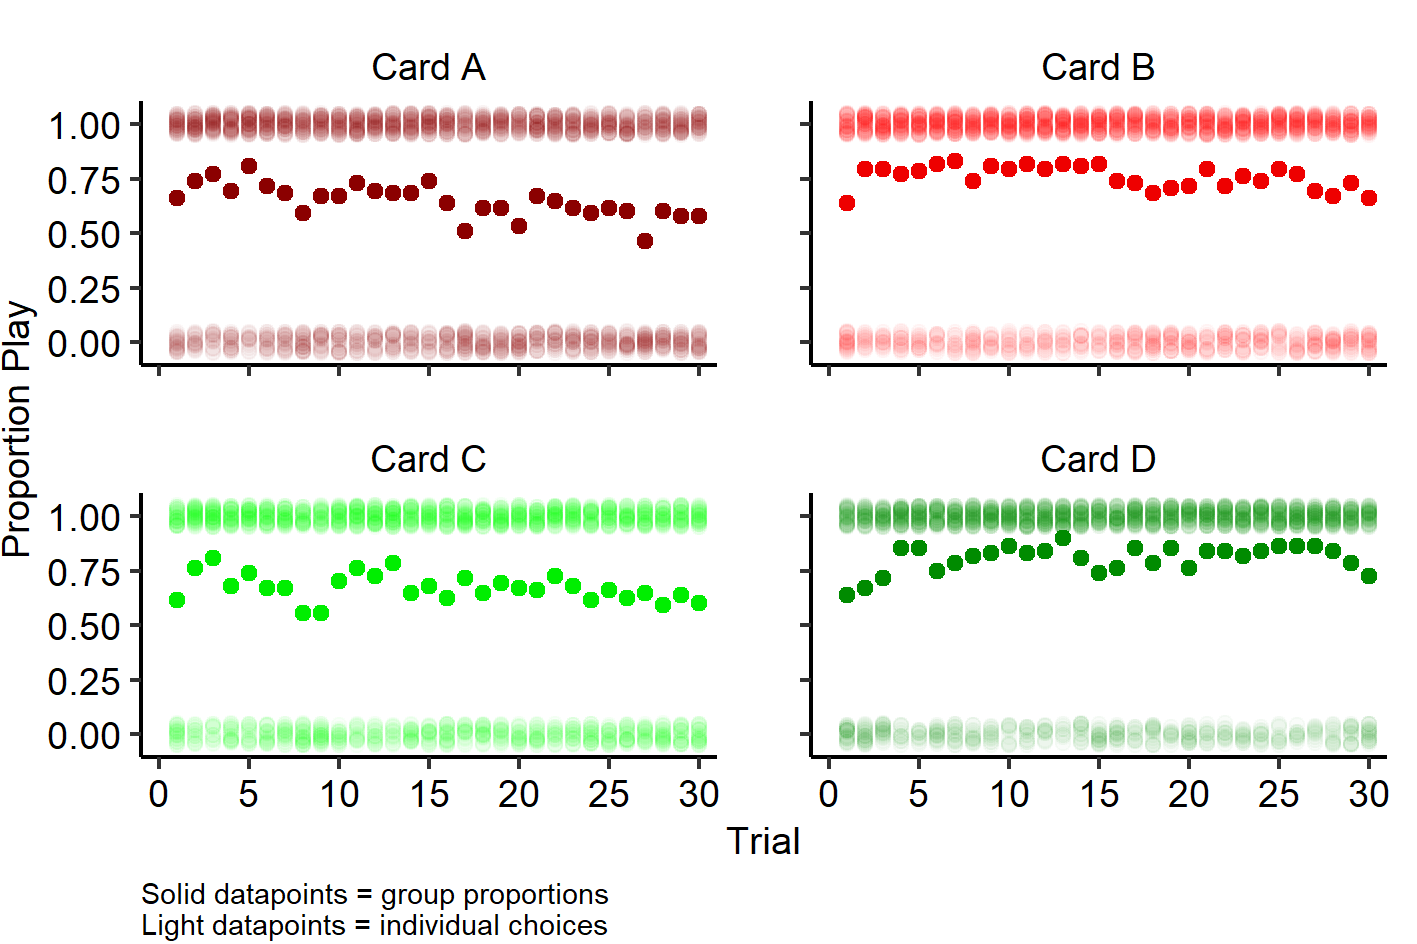 Card A
Card B
1.00
0.75
0.50
0.25
0.00
Proportion Play
Card C
Card D
1.00
0.75
0.50
0.25
0.00
0 5 10 15 20 25 30
0 5 10 15 20 25 30
Trial
Solid datapoints = group proportions
Light datapoints = individual choices